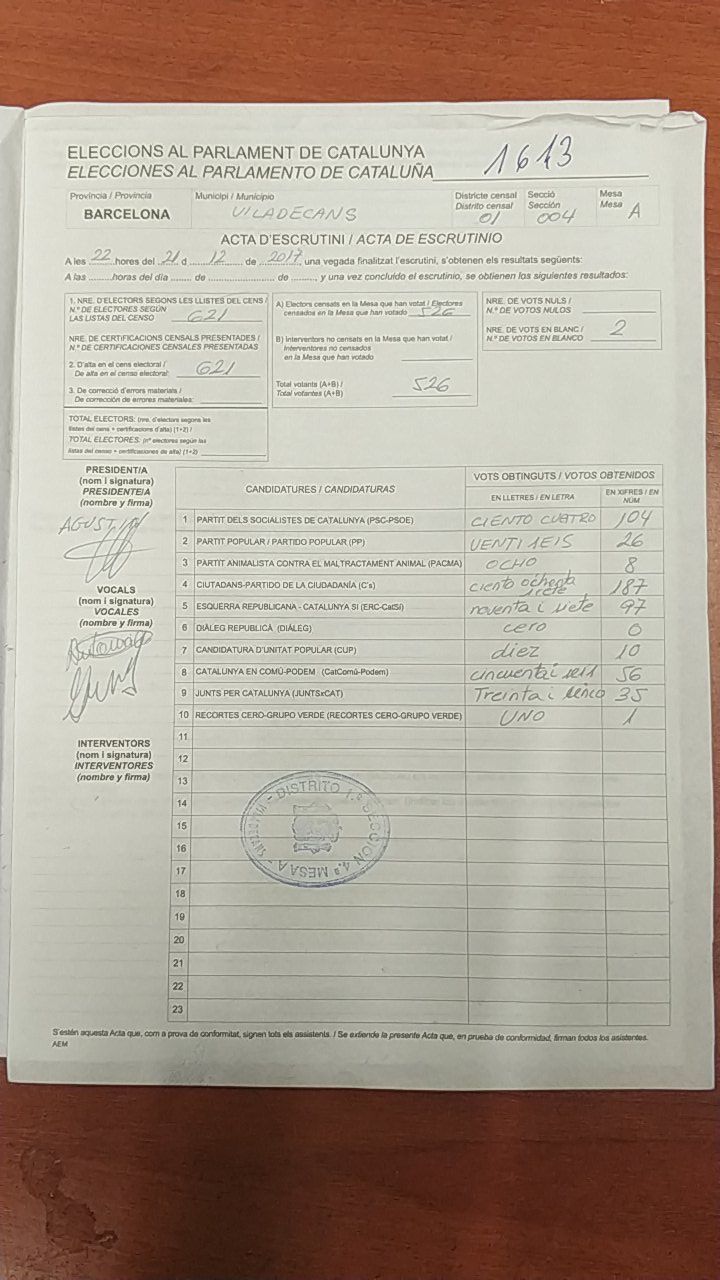 ELECCIONS AL PARLAMENT DE CATALUNYA
ELECCIONES AL PARLAMENTO DE CATALUÑA
1613
Província / Provincia
BARCELONA
Municipi / Municipio
VILADECANS
Districte censal
Distrito censal
01
Secció
Sección
004
Mesa
Mesa
A
ACTA D'ESCRUTINI / ACTA DE ESCRUTINIO
A les 22 hores del 21 d 12 de 2017, una vegada finalitzat l'escrutini, s'obtenen els resultats següents:
A las ........ horas del día ........ de ........................ de ........, y una vez concluido el escrutinio, se obtienen los siguientes resultados:
1. NRE. D'ELECTORS SEGONS LES LLISTES DEL CENS /
N.º DE ELECTORES SEGÚN
LAS LISTAS DEL CENSO 621
NRE. DE CERTIFICACIONS CENSALS PRESENTADES /
N.º DE CERTIFICACIONES CENSALES PRESENTADAS
2. D'alta en el cens electoral /
De alta en el censo electoral: 621
3. De correcció d'errors materials /
De corrección de errores materiales:
TOTAL ELECTORS: (nre. d'electors segons les
llistes del cens + certificacions d'alta) (1+2) /
TOTAL ELECTORES: (nº electores según las
listas del censo + certificaciones de alta) (1+2)
A) Electors censats en la Mesa que han votat / Electores
censados en la Mesa que han votado 526
B) Interventors no censats en la Mesa que han votat /
Interventores no censados
en la Mesa que han votado
Total votants (A+B) /
Total votantes (A+B) 526
NRE. DE VOTS NULS /
N.º DE VOTOS NULOS
NRE. DE VOTS EN BLANC /
N.º DE VOTOS EN BLANCO 2
PRESIDENT/A
(nom i signatura)
PRESIDENTE/A
(nombre y firma)
AGUSTIN
VOCALS
(nom i signatura)
VOCALES
(nombre y firma)
INTERVENTORS
(nom i signatura)
INTERVENTORES
(nombre y firma)
CANDIDATURES / CANDIDATURAS
VOTS OBTINGUTS / VOTOS OBTENIDOS
EN LLETRES / EN LETRA
EN XIFRES / EN NÚM
1 PARTIT DELS SOCIALISTES DE CATALUNYA (PSC-PSOE) CIENTO CUATRO 104
2 PARTIT POPULAR / PARTIDO POPULAR (PP) VENTISEIS 26
3 PARTIT ANIMALISTA CONTRA EL MALTRACTAMENT ANIMAL (PACMA) OCHO 8
4 CIUTADANS-PARTIDO DE LA CIUDADANÍA (C's) ciento ochenta siete 187
5 ESQUERRA REPUBLICANA - CATALUNYA SÍ (ERC-CatSí) noventa i siete 97
6 DIÀLEG REPUBLICÀ (DIÀLEG) cero 0
7 CANDIDATURA D'UNITAT POPULAR (CUP) diez 10
8 CATALUNYA EN COMÚ-PODEM (CatComú-Podem) cincuenta i seis 56
9 JUNTS PER CATALUNYA (JUNTSxCAT) Treinta i cinco 35
10 RECORTES CERO-GRUPO VERDE (RECORTES CERO-GRUPO VERDE) UNO 1
11
12
13
14
15
16
17
18
19
20
21
22
23
VILADECANS - DISTRITO 1.º SECCIÓN 4.ª MESA A
S'estén aquesta Acta que, com a prova de conformitat, signen tots els assistents. / Se extiende la presente Acta que, en prueba de conformidad, firman todos los asistentes.
AEM